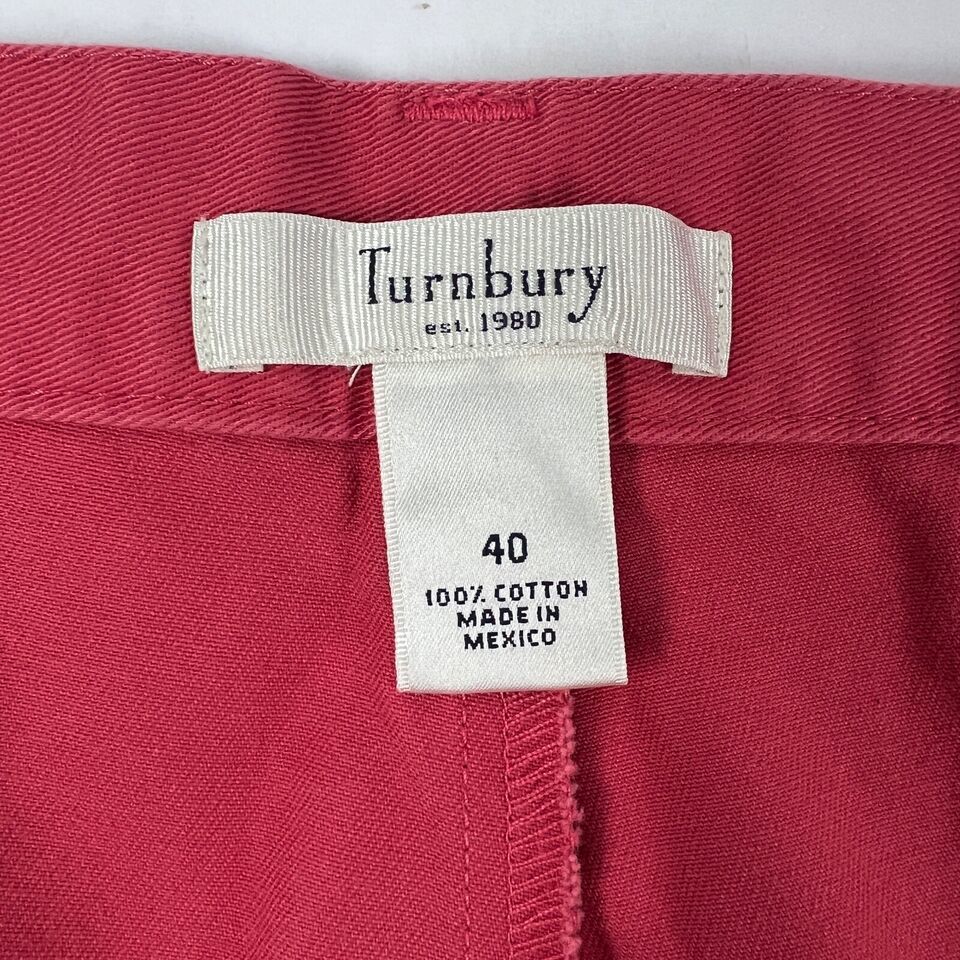 Turnbury
est. 1980
40
100% COTTON
MADE IN
MEXICO